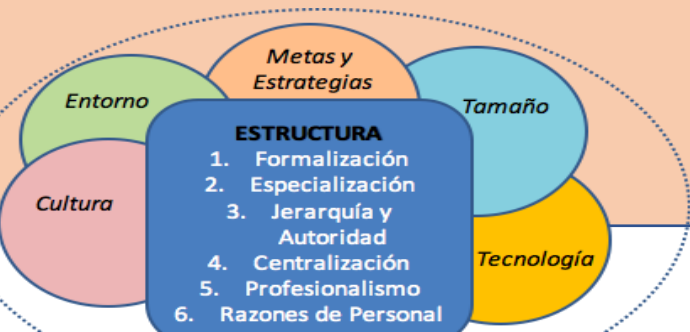 Metas y
Estrategias
Entorno
Tamaño
Cultura
Tecnología
ESTRUCTURA
1. Formalización
2. Especialización
3. Jerarquía y
Autoridad
4. Centralización
5. Profesionalismo
6. Razones de Personal